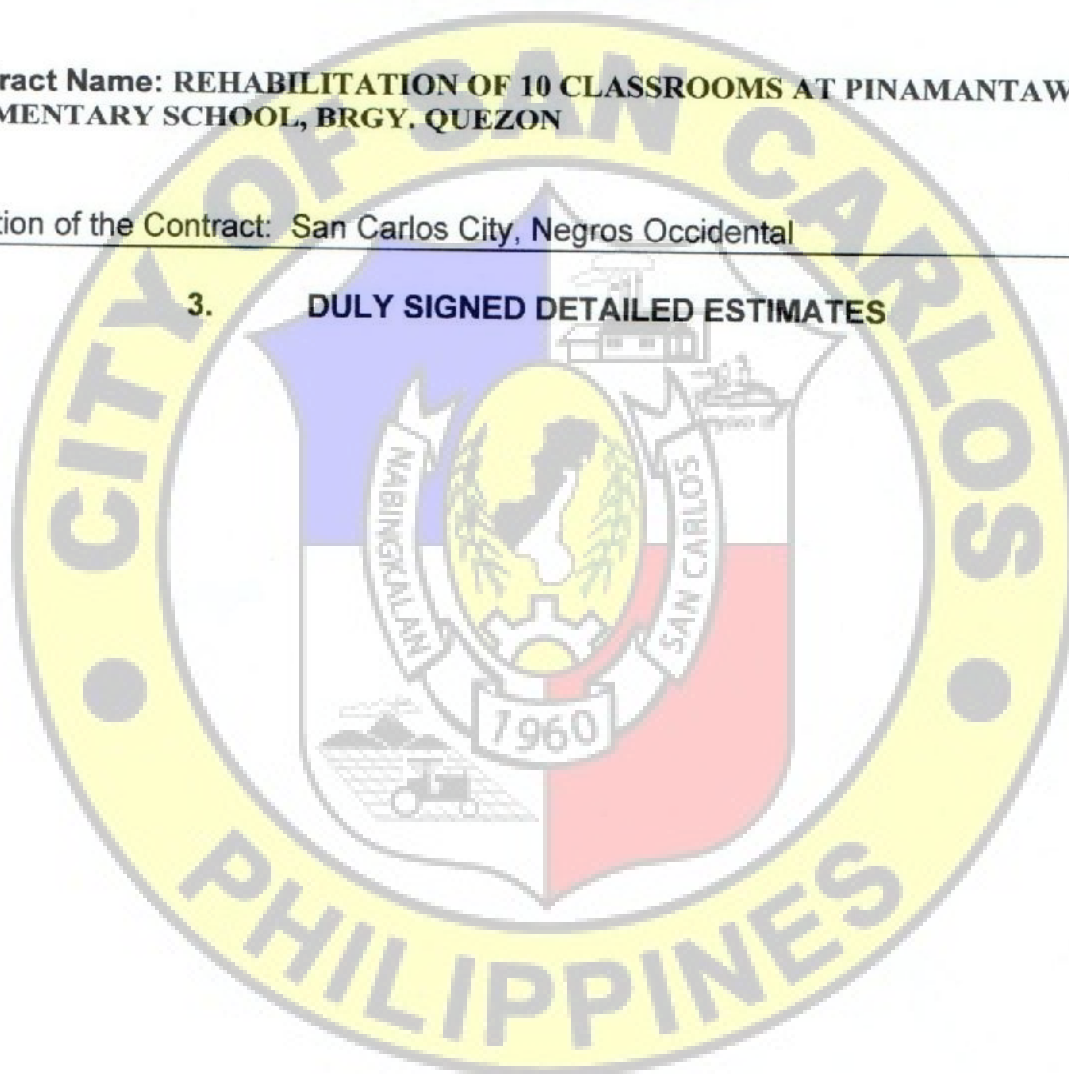 ract Name: REHABILITATION OF 10 CLASSROOMS AT PINAMANTAW
MENTARY SCHOOL, BRGY. QUEZON
tion of the Contract: San Carlos City, Negros Occidental
3. DULY SIGNED DETAILED ESTIMATES
CITY OF SAN CARLOS
NABINGKALAN
SAN CARLOS
1960
PHILIPPINES